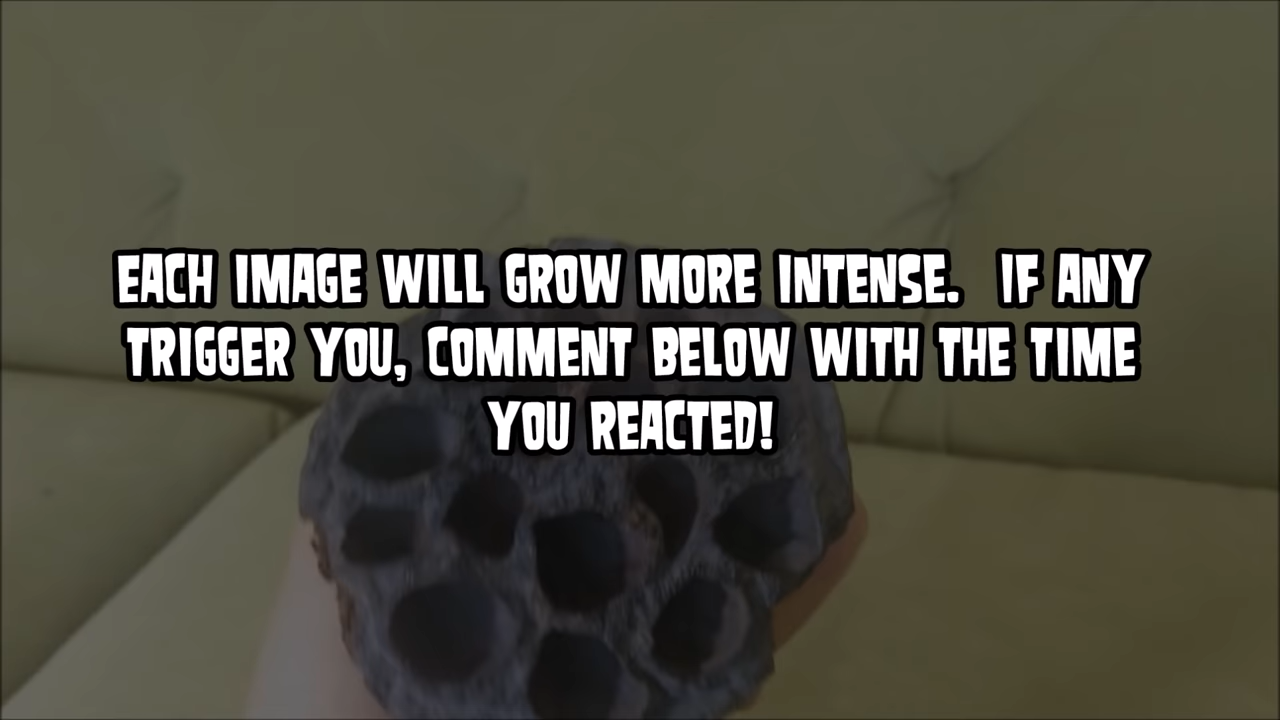 EACH IMAGE WILL GROW MORE INTENSE.  IF ANY
TRIGGER YOU, COMMENT BELOW WITH THE TIME
YOU REACTED!